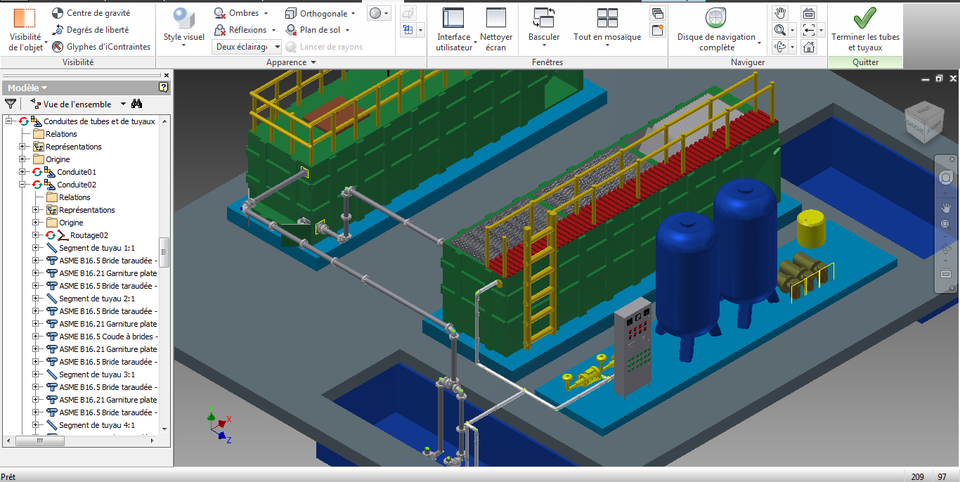 Visibilité de l'objet
Centre de gravité
Degrés de liberté
Glyphes d'iContraintes
Visibilité
Style visuel
Ombres
Réflexions
Deux éclairag
Orthogonale
Plan de sol
Lancer de rayons
Apparence
Interface utilisateur
Nettoyer écran
Basculer
Tout en mosaïque
Fenêtres
Disque de navigation complète
Naviguer
Terminer les tubes et tuyaux
Quitter
Modèle
Vue de l'ensemble
Conduites de tubes et de tuyaux
Relations
Représentations
Origine
Conduite01
Conduite02
Relations
Représentations
Origine
Routage02
Segment de tuyau 1:1
ASME B16.5 Bride taraudée -
ASME B16.21 Garniture plate
ASME B16.5 Bride taraudée -
Segment de tuyau 2:1
ASME B16.5 Bride taraudée -
ASME B16.21 Garniture plate
ASME B16.5 Coude à brides -
ASME B16.21 Garniture plate
ASME B16.5 Bride taraudée -
Segment de tuyau 3:1
ASME B16.5 Bride taraudée -
ASME B16.21 Garniture plate
ASME B16.5 Bride taraudée -
Segment de tuyau 4:1
X
Z
Prêt
209
97